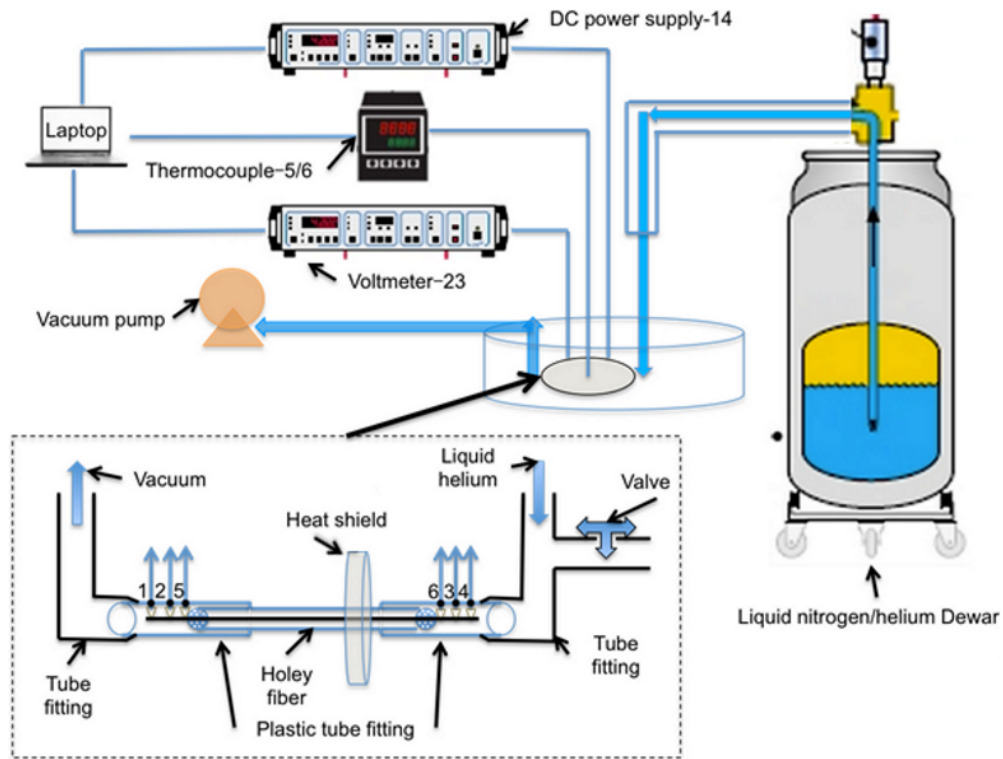 DC power supply-14
Laptop
Thermocouple-5/6
Voltmeter-23
Vacuum pump
Vacuum
Liquid
helium
Valve
Heat shield
1 2 5
6 3 4
Liquid nitrogen/helium Dewar
Tube
fitting
Holey
fiber
Tube
fitting
Plastic tube fitting